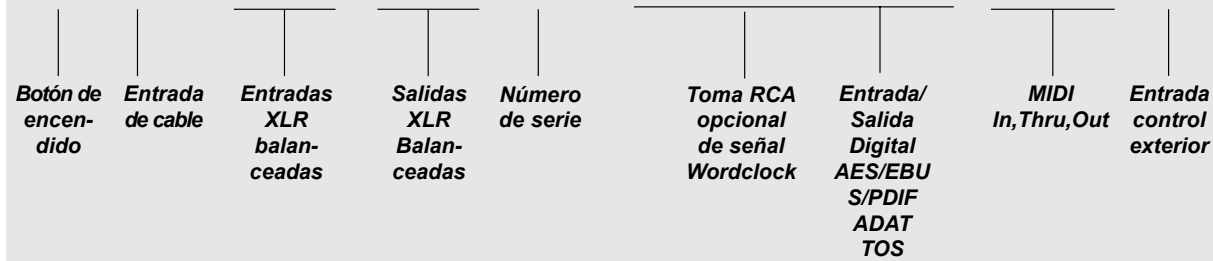 Botón de
encen-
dido
Entrada
de cable
Entradas
XLR
balan-
ceadas
Salidas
XLR
Balan-
ceadas
Número
de serie
Toma RCA
opcional
de señal
Wordclock
Entrada/
Salida
Digital
AES/EBU
S/PDIF
ADAT
TOS
MIDI
In,Thru,Out
Entrada
control
exterior